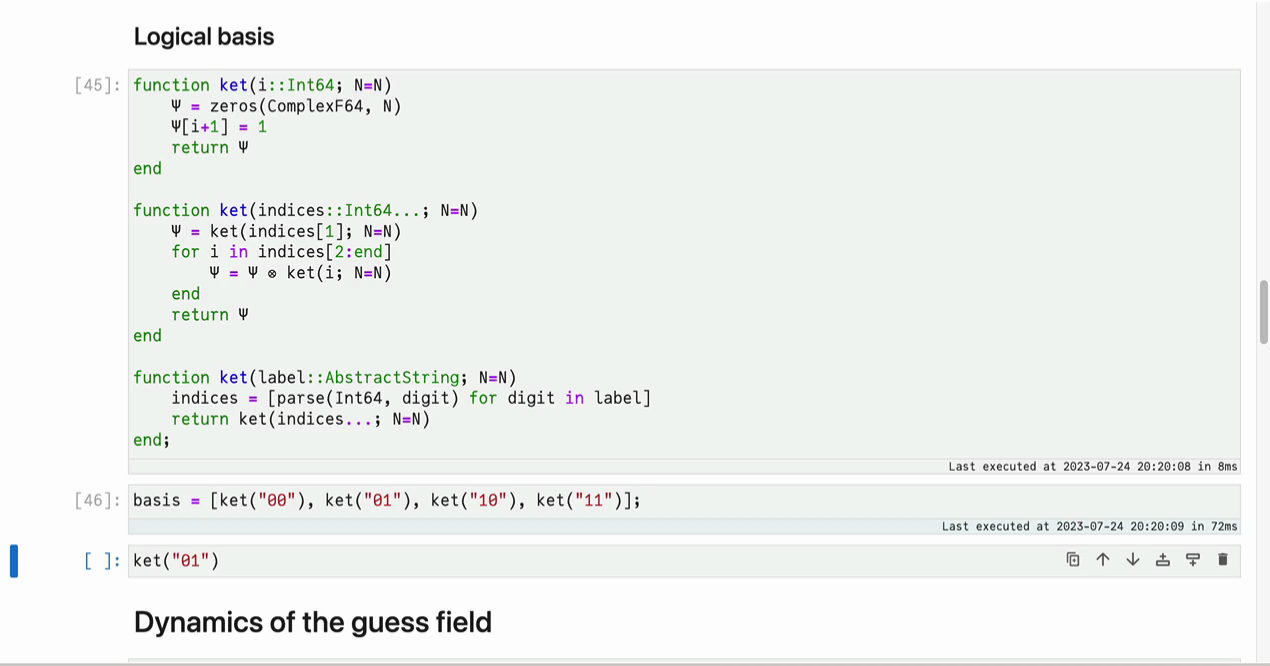 Logical basis
[45]:
function ket(i::Int64; N=N)
    Ψ = zeros(ComplexF64, N)
    Ψ[i+1] = 1
    return Ψ
end

function ket(indices::Int64...; N=N)
    Ψ = ket(indices[1]; N=N)
    for i in indices[2:end]
        Ψ = Ψ ⊗ ket(i; N=N)
    end
    return Ψ
end

function ket(label::AbstractString; N=N)
    indices = [parse(Int64, digit) for digit in label]
    return ket(indices...; N=N)
end;
Last executed at 2023-07-24 20:20:08 in 8ms
[46]: basis = [ket("00"), ket("01"), ket("10"), ket("11")];
Last executed at 2023-07-24 20:20:09 in 72ms
[ ]: ket("01")
Dynamics of the guess field